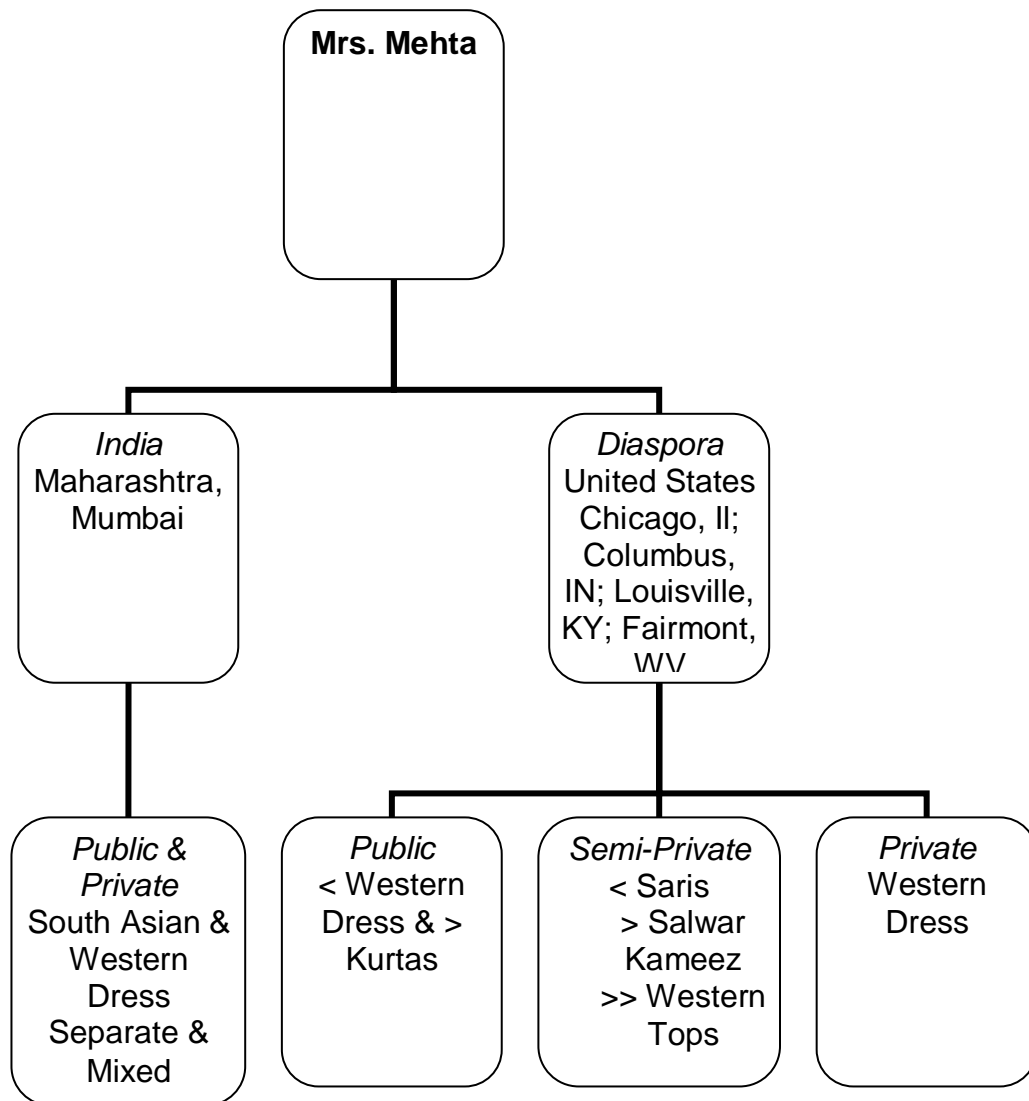 Mrs. Mehta
India
Maharashtra,
Mumbai
Diaspora
United States
Chicago, Il;
Columbus,
IN; Louisville,
KY; Fairmont,
WV
Public &
Private
South Asian &
Western
Dress
Separate &
Mixed
Public
< Western
Dress & >
Kurtas
Semi-Private
< Saris
> Salwar
Kameez
>> Western
Tops
Private
Western
Dress